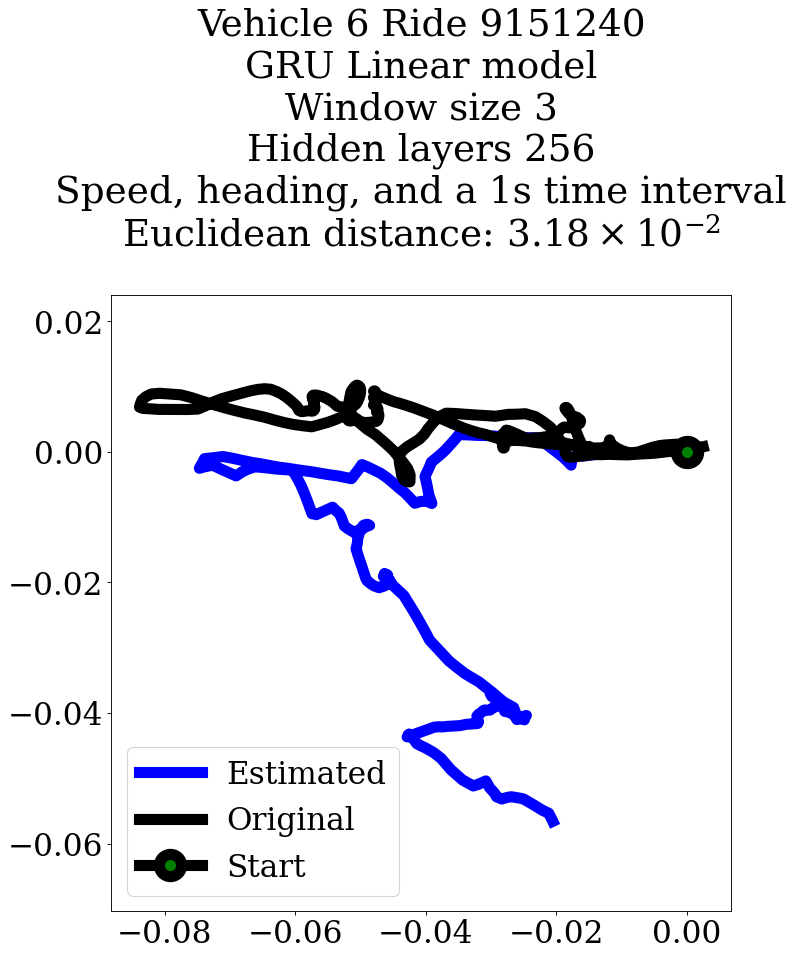 Vehicle 6 Ride 9151240
GRU Linear model
Window size 3
Hidden layers 256
Speed, heading, and a 1s time interval
Euclidean distance: 3.18 × 10⁻²
0.02
0.00
−0.02
−0.04
−0.06
Estimated
Original
Start
−0.08 −0.06 −0.04 −0.02 0.00